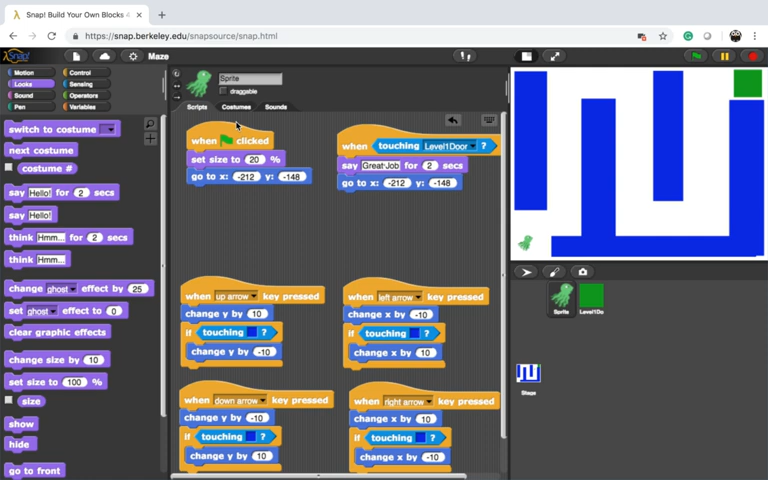 Snap! Build Your Own Blocks 4
https://snap.berkeley.edu/snapsource/snap.html
Snap!
Maze
Motion
Control
Looks
Sensing
Sound
Operators
Pen
Variables
switch to costume
next costume
costume #
say Hello! for 2 secs
say Hello!
think Hmm... for 2 secs
think Hmm...
change ghost effect by 25
set ghost effect to 0
clear graphic effects
change size by 10
set size to 100 %
size
show
hide
go to front
Sprite
draggable
Scripts Costumes Sounds
when clicked
set size to 20 %
go to x: -212 y: -148
when touching Level1Door ?
say Great Job for 2 secs
go to x: -212 y: -148
when up arrow key pressed
change y by 10
if touching ?
change y by -10
when left arrow key pressed
change x by -10
if touching ?
change x by 10
when down arrow key pressed
change y by -10
if touching ?
change y by 10
when right arrow key pressed
change x by 10
if touching ?
change x by -10
Sprite
Level1Do
Stage